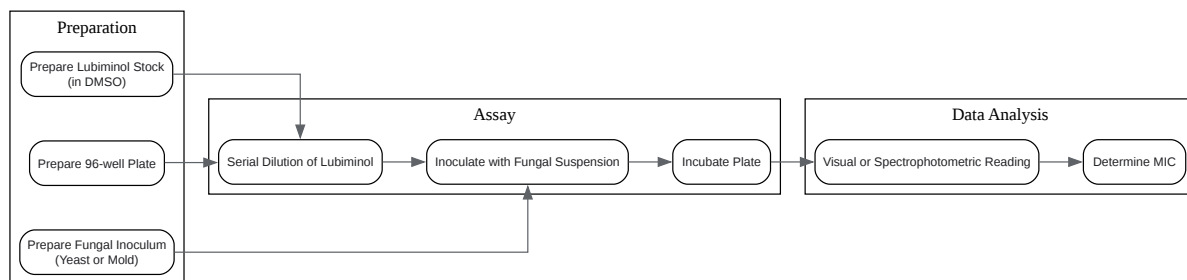 Preparation
Prepare Lubiminol Stock
(in DMSO)
Prepare 96-well Plate
Prepare Fungal Inoculum
(Yeast or Mold)
Assay
Serial Dilution of Lubiminol
Inoculate with Fungal Suspension
Incubate Plate
Data Analysis
Visual or Spectrophotometric Reading
Determine MIC